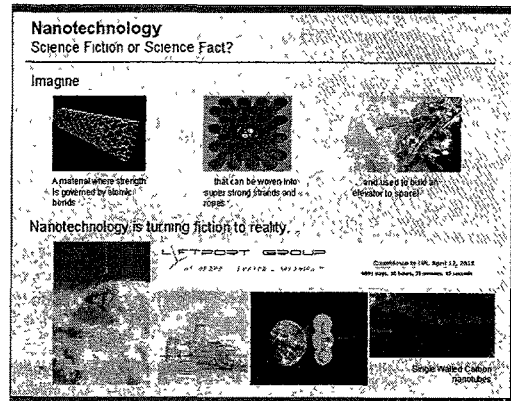 Nanotechnology
Science Fiction or Science Fact?
Imagine
A material where strength
is governed by atomic
bonds
that can be woven into
super strong strands and
ropes
and used to build an
elevator to space!
Nanotechnology is turning fiction to reality.
LIFTPORT GROUP
Countdown to Lift, April 12, 2018
Single Walled Carbon
nanotubes